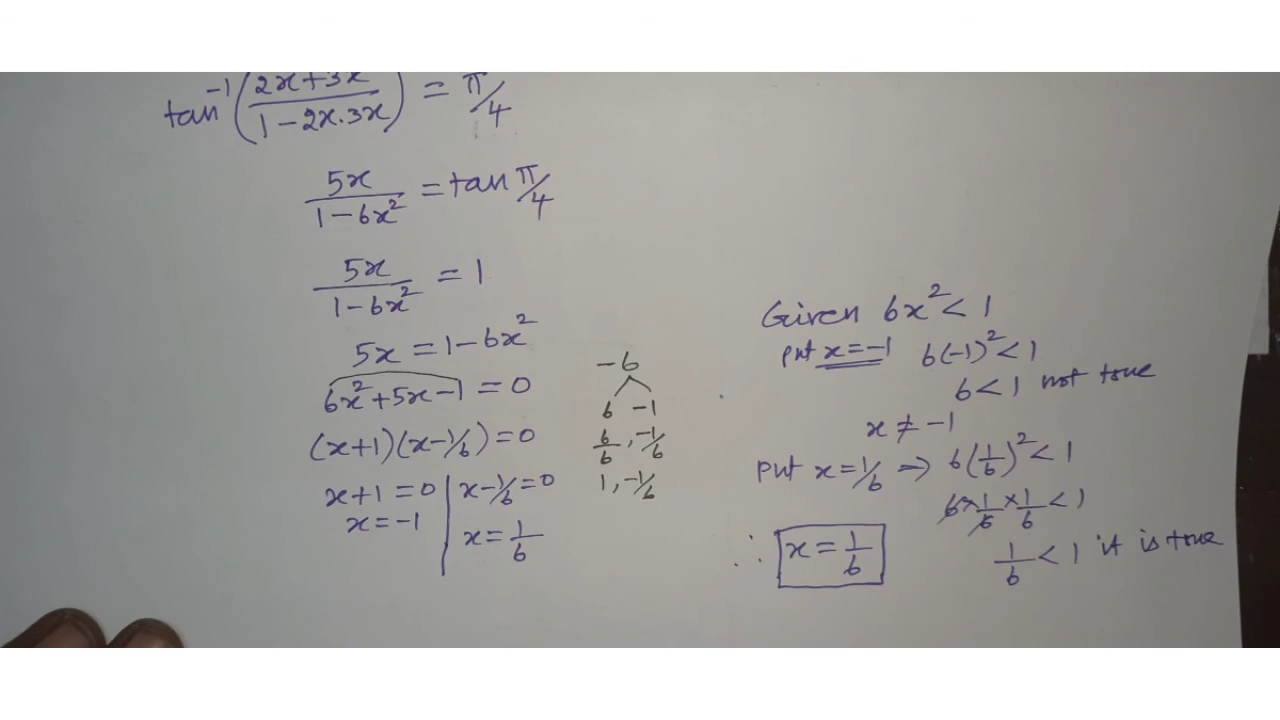 tan⁻¹(2x+3x / 1-2x.3x) = π/4
5x / 1-6x² = tan π/4
5x / 1-6x² = 1
5x = 1-6x²
6x²+5x-1 = 0
(x+1)(x-1/6) = 0
x+1 = 0 | x-1/6 = 0
x = -1 | x = 1/6
-6
6 -1
6/6, -1/6
1, -1/6
Given 6x² < 1
put x = -1 6(-1)² < 1
6 < 1 not true
x ≠ -1
put x = 1/6 ⇒ 6(1/6)² < 1
6×1/6×1/6 < 1
1/6 < 1 it is true
∴ x = 1/6